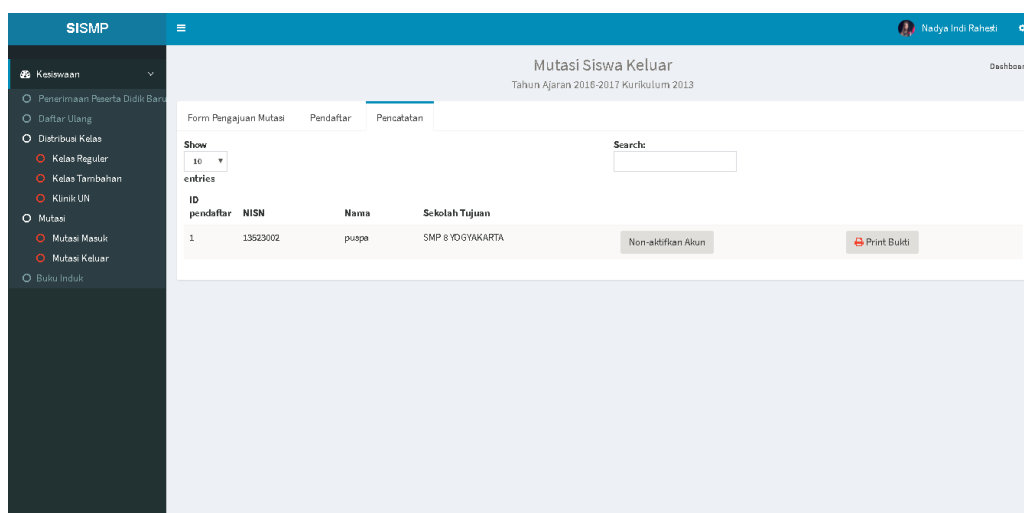 SISMP
Nadya Indi Rahesti
Kesiswaan
Penerimaan Peserta Didik Baru
Daftar Ulang
Distribusi Kelas
Kelas Reguler
Kelas Tambahan
Klinik UN
Mutasi
Mutasi Masuk
Mutasi Keluar
Buku Induk
Mutasi Siswa Keluar
Tahun Ajaran 2016-2017 Kurikulum 2013
Dashboar
Form Pengajuan Mutasi Pendaftar Pencatatan
Show
10
entries
Search:
ID pendaftar NISN Nama Sekolah Tujuan
1 13523002 puspa SMP 8 YOGYAKARTA Non-aktifkan Akun Print Bukti